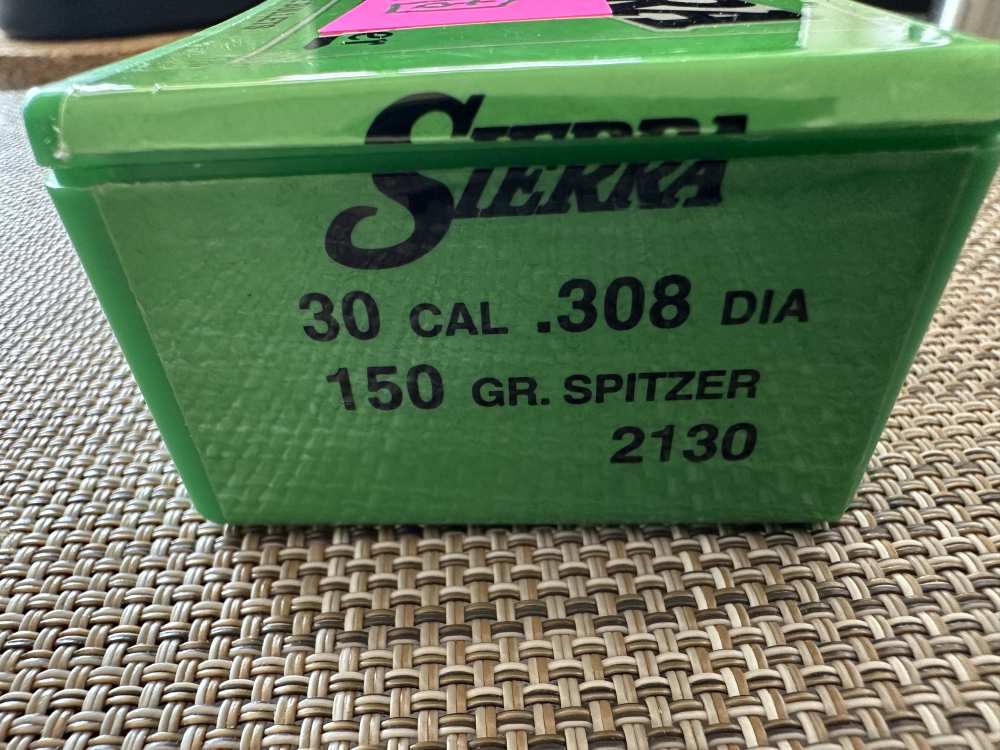 SIERRA
30 CAL .308 DIA
150 GR. SPITZER
2130